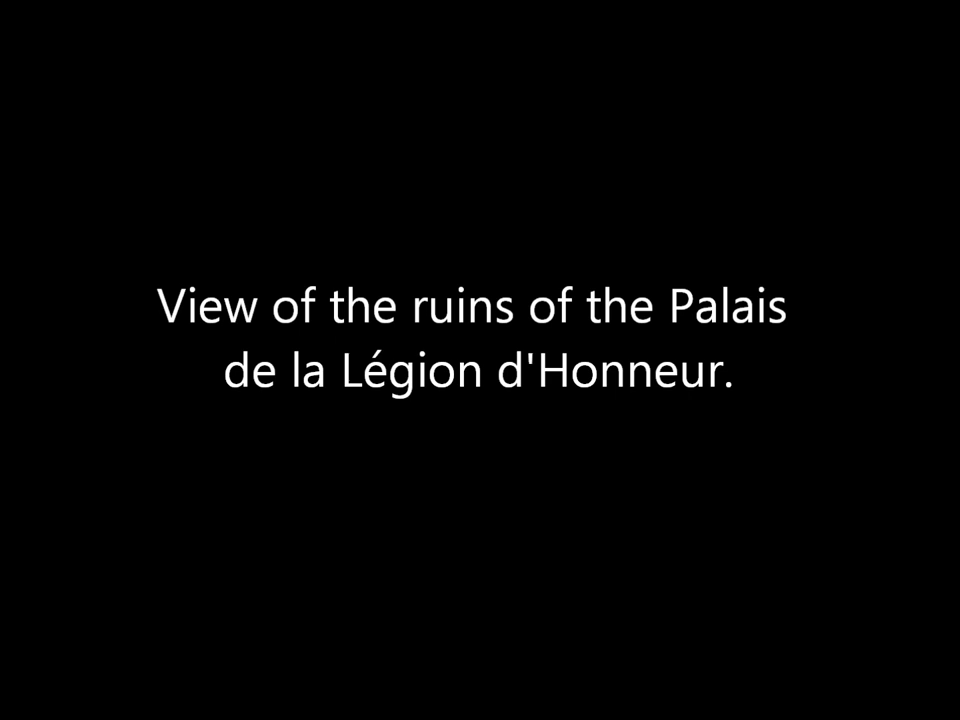 View of the ruins of the Palais
de la Légion d'Honneur.